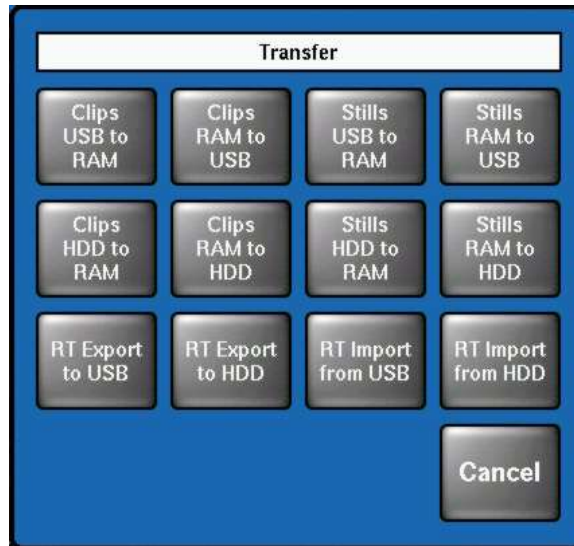 Transfer
Clips
USB to
RAM
Clips
RAM to
USB
Stills
USB to
RAM
Stills
RAM to
USB
Clips
HDD to
RAM
Clips
RAM to
HDD
Stills
HDD to
RAM
Stills
RAM to
HDD
RT Export
to USB
RT Export
to HDD
RT Import
from USB
RT Import
from HDD
Cancel